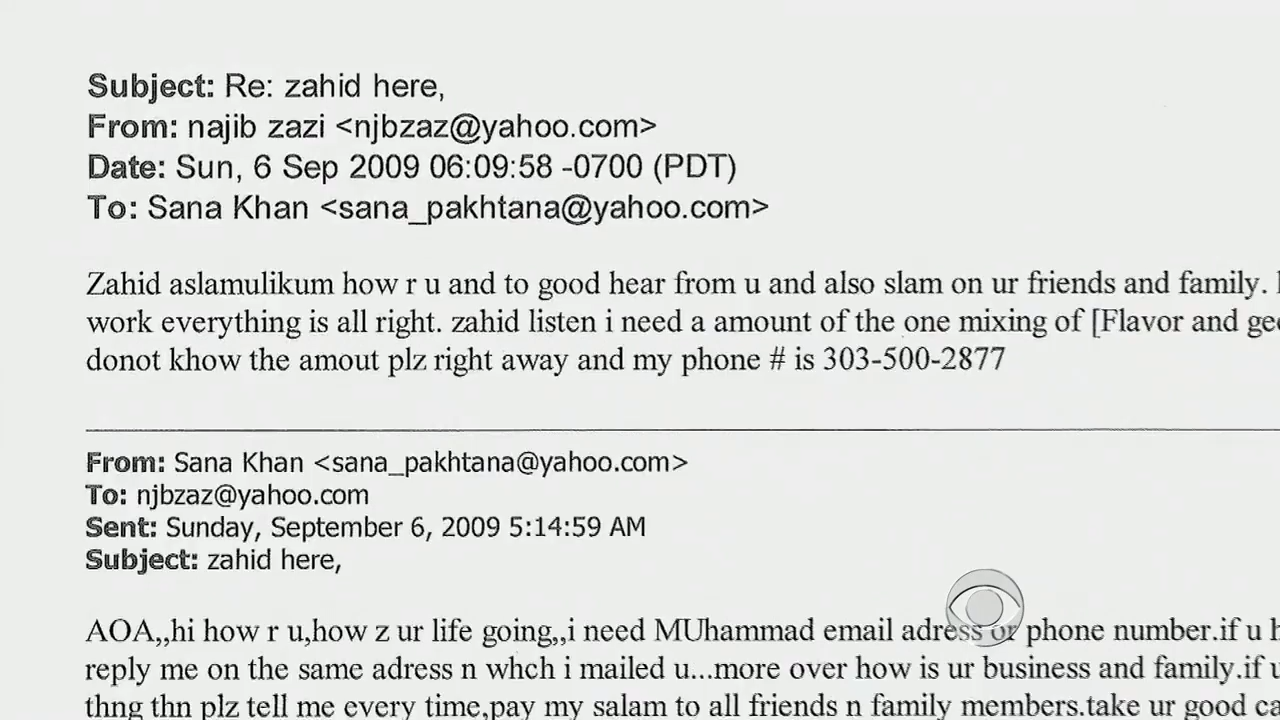 Subject: Re: zahid here,
From: najib zazi <njbzaz@yahoo.com>
Date: Sun, 6 Sep 2009 06:09:58 -0700 (PDT)
To: Sana Khan <sana_pakhtana@yahoo.com>
Zahid aslamulikum how r u and to good hear from u and also slam on ur friends and family.
work everything is all right. zahid listen i need a amount of the one mixing of [Flavor and
donot khow the amout plz right away and my phone # is 303-500-2877
From: Sana Khan <sana_pakhtana@yahoo.com>
To: njbzaz@yahoo.com
Sent: Sunday, September 6, 2009 5:14:59 AM
Subject: zahid here,
AOA,,hi how r u,how z ur life going,,i need MUhammad email adress or phone number.if u
reply me on the same adress n whch i mailed u...more over how is ur business and family.if
thng thn plz tell me every time,pay my salam to all friends n family members.take ur good